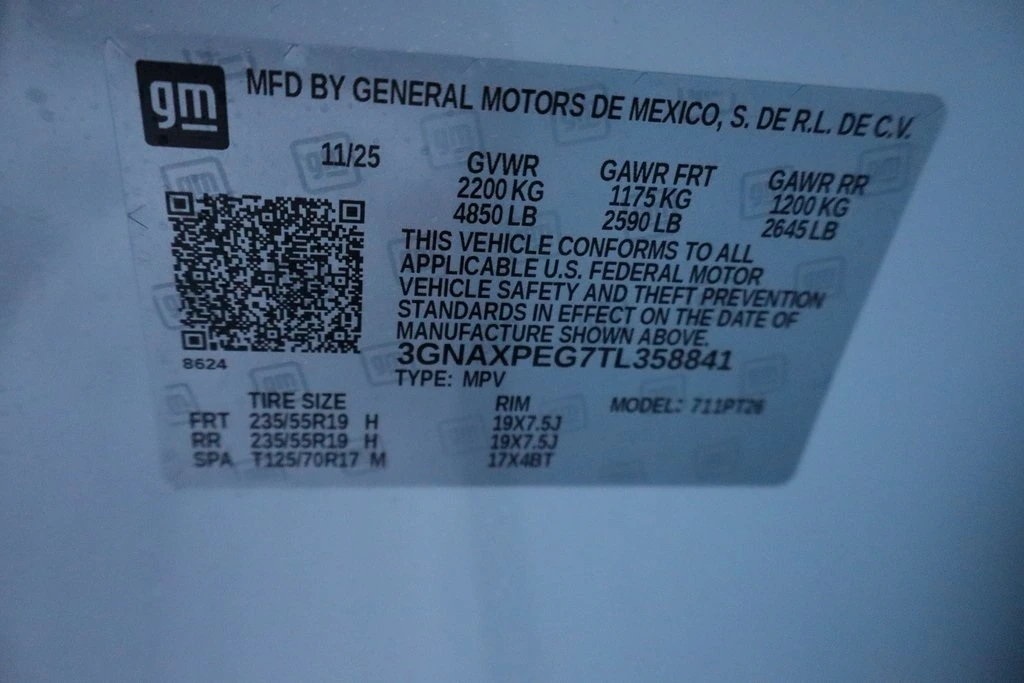 gm MFD BY GENERAL MOTORS DE MEXICO, S. DE R.L. DE C.V.
11/25 GVWR GAWR FRT GAWR RR
2200 KG 1175 KG 1200 KG
4850 LB 2590 LB 2645 LB
THIS VEHICLE CONFORMS TO ALL
APPLICABLE U.S. FEDERAL MOTOR
VEHICLE SAFETY AND THEFT PREVENTION
STANDARDS IN EFFECT ON THE DATE OF
MANUFACTURE SHOWN ABOVE.
8624 3GNAXPEG7TL358841
TYPE: MPV
TIRE SIZE RIM MODEL: 711PT26
FRT 235/55R19 H 19X7.5J
RR 235/55R19 H 19X7.5J
SPA T125/70R17 M 17X4BT